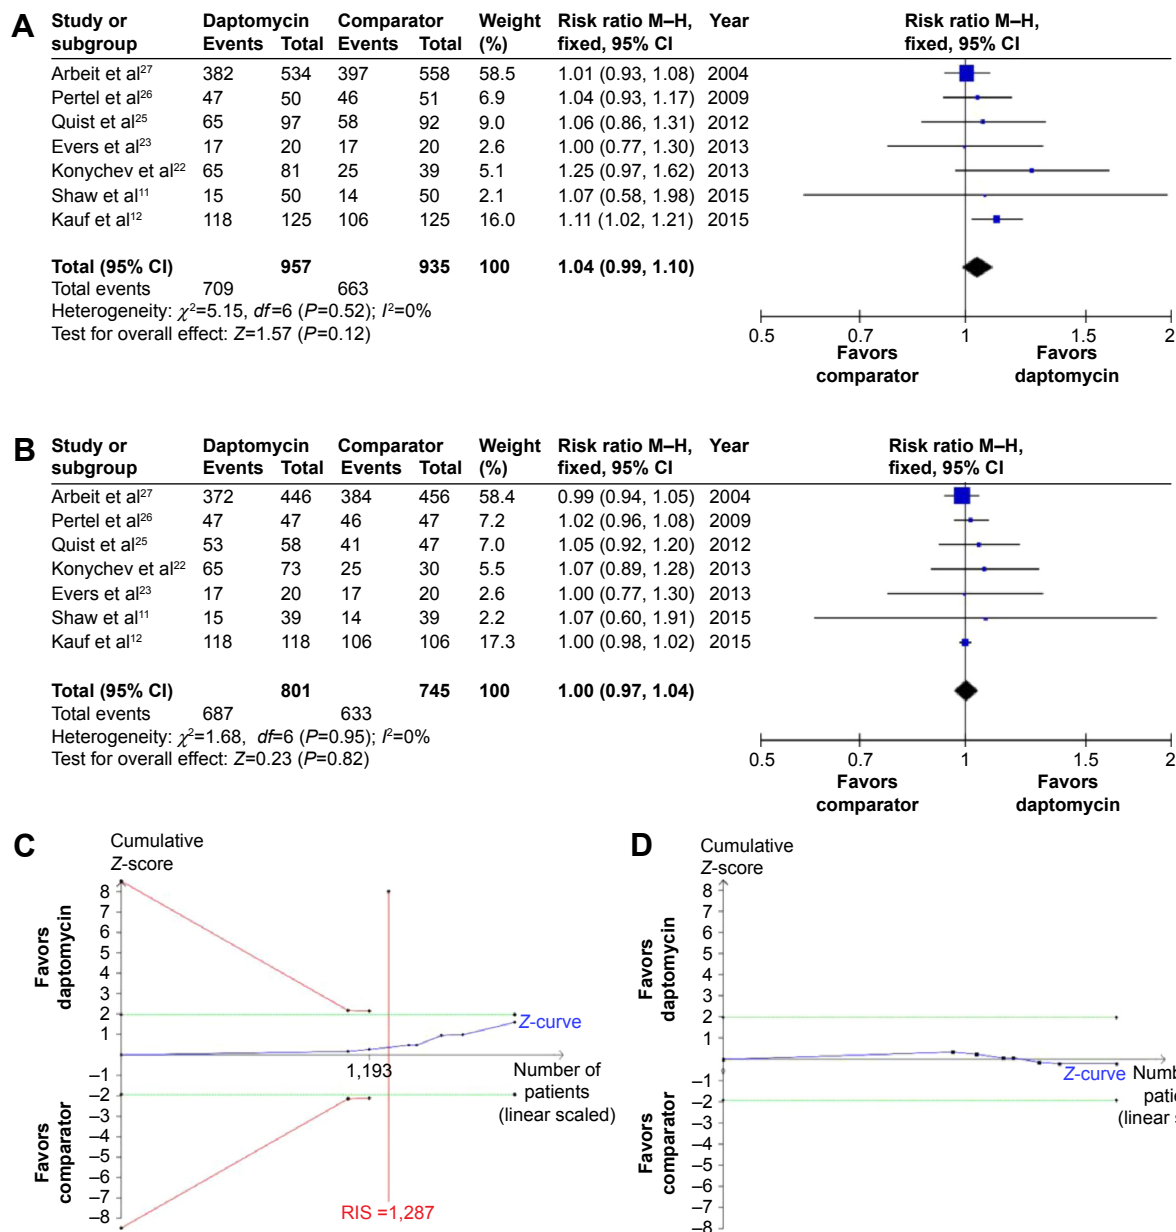 A
Study or Daptomycin Comparator Weight Risk ratio M–H, Year Risk ratio M–H,
subgroup Events Total Events Total (%) fixed, 95% CI fixed, 95% CI
Arbeit et al27 382 534 397 558 58.5 1.01 (0.93, 1.08) 2004
Pertel et al26 47 50 46 51 6.9 1.04 (0.93, 1.17) 2009
Quist et al25 65 97 58 92 9.0 1.06 (0.86, 1.31) 2012
Evers et al23 17 20 17 20 2.6 1.00 (0.77, 1.30) 2013
Konychev et al22 65 81 25 39 5.1 1.25 (0.97, 1.62) 2013
Shaw et al11 15 50 14 50 2.1 1.07 (0.58, 1.98) 2015
Kauf et al12 118 125 106 125 16.0 1.11 (1.02, 1.21) 2015
Total (95% CI) 957 935 100 1.04 (0.99, 1.10)
Total events 709 663
Heterogeneity: χ²=5.15, df=6 (P=0.52); I²=0%
Test for overall effect: Z=1.57 (P=0.12)
0.5 0.7 1 1.5 2
Favors Favors
comparator daptomycin
B
Study or Daptomycin Comparator Weight Risk ratio M–H, Year Risk ratio M–H,
subgroup Events Total Events Total (%) fixed, 95% CI fixed, 95% CI
Arbeit et al27 372 446 384 456 58.4 0.99 (0.94, 1.05) 2004
Pertel et al26 47 47 46 47 7.2 1.02 (0.96, 1.08) 2009
Quist et al25 53 58 41 47 7.0 1.05 (0.92, 1.20) 2012
Konychev et al22 65 73 25 30 5.5 1.07 (0.89, 1.28) 2013
Evers et al23 17 20 17 20 2.6 1.00 (0.77, 1.30) 2013
Shaw et al11 15 39 14 39 2.2 1.07 (0.60, 1.91) 2015
Kauf et al12 118 118 106 106 17.3 1.00 (0.98, 1.02) 2015
Total (95% CI) 801 745 100 1.00 (0.97, 1.04)
Total events 687 633
Heterogeneity: χ²=1.68, df=6 (P=0.95); I²=0%
Test for overall effect: Z=0.23 (P=0.82)
0.5 0.7 1 1.5 2
Favors Favors
comparator daptomycin
C
Cumulative
Z-score
Favors
daptomycin
8
7
6
5
4
3
2
1
–1
–2
–3
–4
–5
–6
–7
–8
Favors
comparator
Z-curve
1,193
Number of
patients
(linear scaled)
RIS =1,287
D
Cumulative
Z-score
Favors
daptomycin
8
7
6
5
4
3
2
1
–1
–2
–3
–4
–5
–6
–7
–8
Favors
comparator
Z-curve
Numb
patie
(linear s